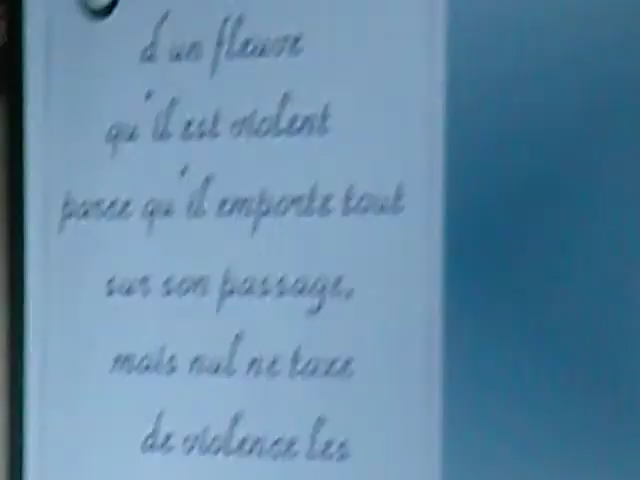 d'un fleuve
qu'il est violent
parce qu'il emporte tout
sur son passage,
mais nul ne taxe
de violence les